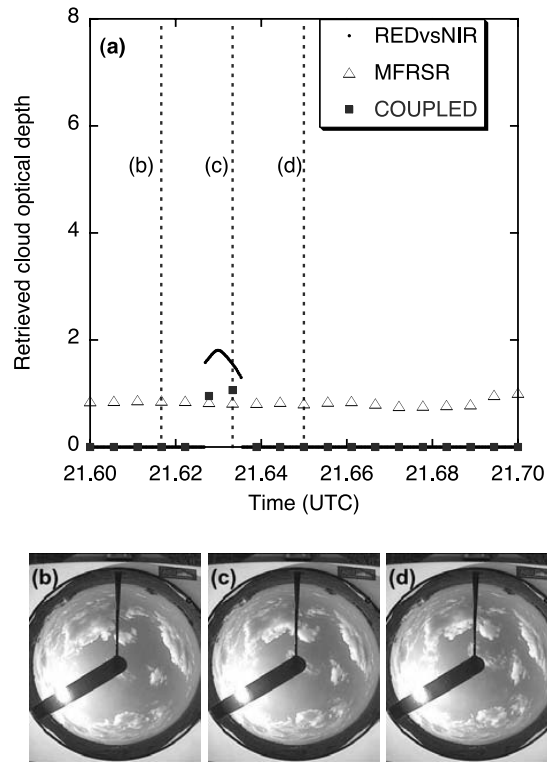 (a)
REDvsNIR
MFRSR
COUPLED
Retrieved cloud optical depth
8
6
4
2
0
(b)
(c)
(d)
21.60
21.62
21.64
21.66
21.68
21.70
Time (UTC)
(b)
(c)
(d)